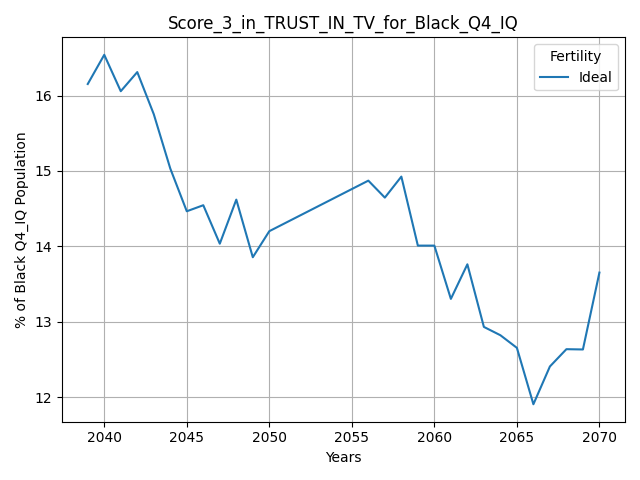 Score_3_in_TRUST_IN_TV_for_Black_Q4_IQ
Fertility
Ideal
% of Black Q4_IQ Population
16
15
14
13
12
2040 2045 2050 2055 2060 2065 2070
Years